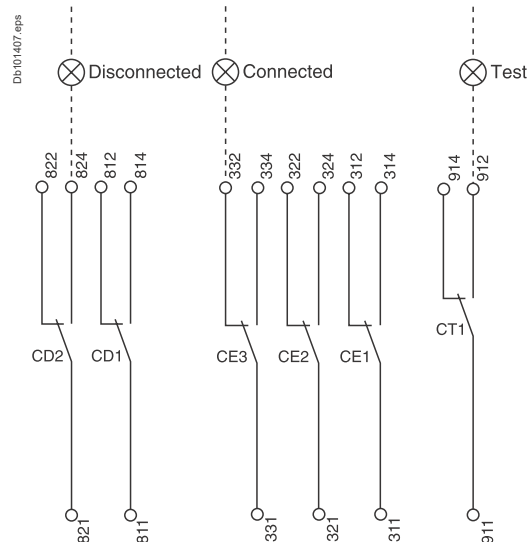 Db101407.eps
Disconnected
Connected
Test
822
824
812
814
332
334
322
324
312
314
914
912
CD2
CD1
CE3
CE2
CE1
CT1
821
811
331
321
311
911